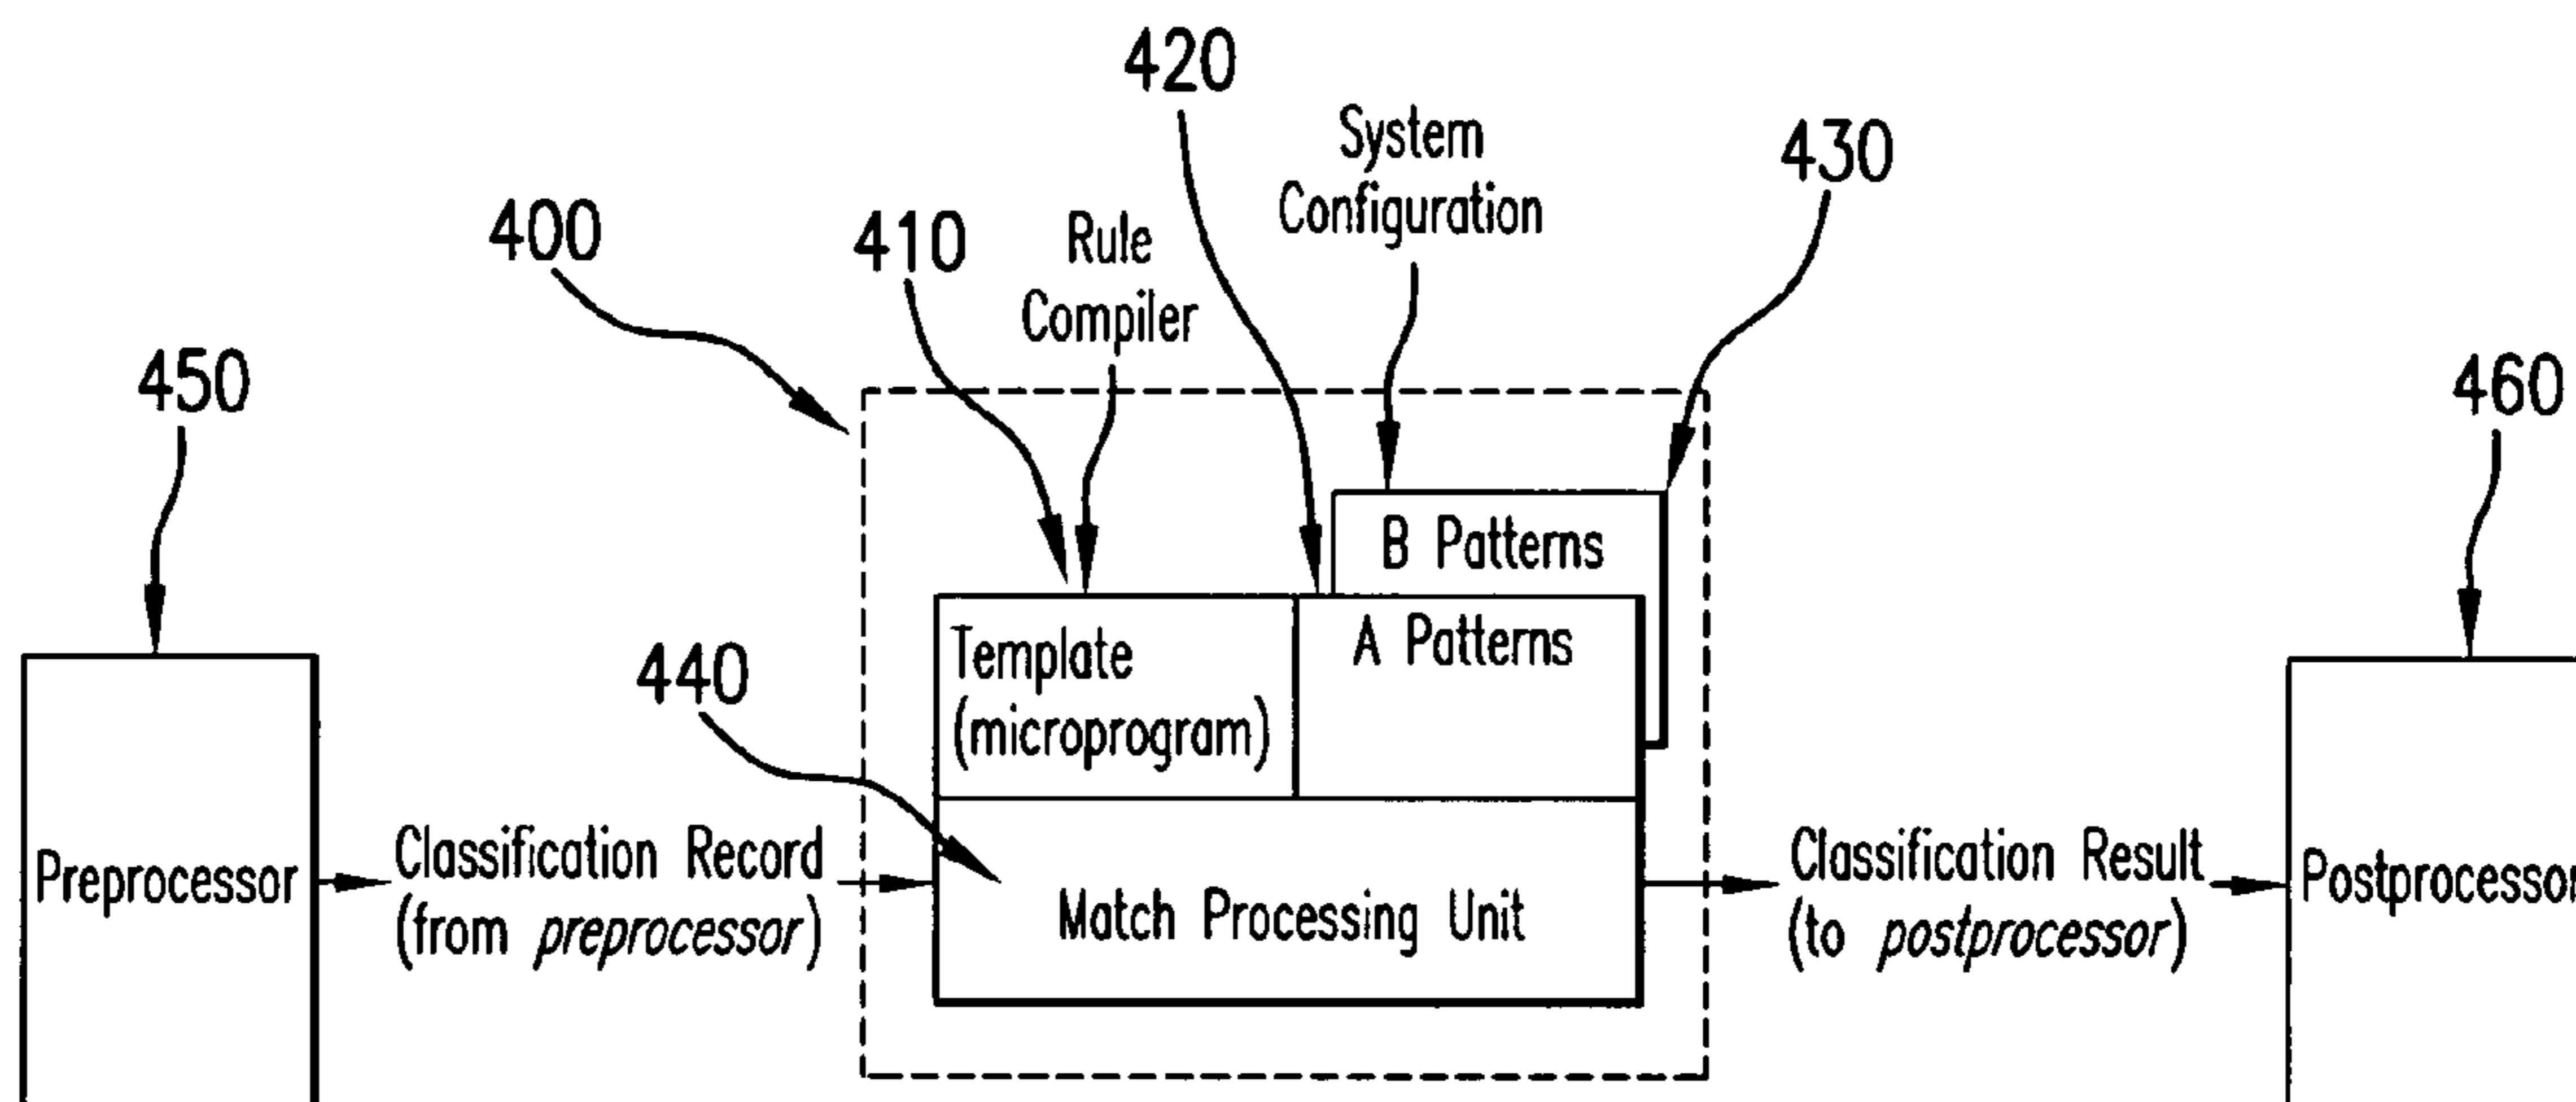 420
System
Configuration
430
400
410
Rule
Compiler
450
460
B Patterns
Template
(microprogram)
A Patterns
440
Preprocessor
Classification Record
(from preprocessor)
Match Processing Unit
Classification Result
(to postprocessor)
Postprocessor